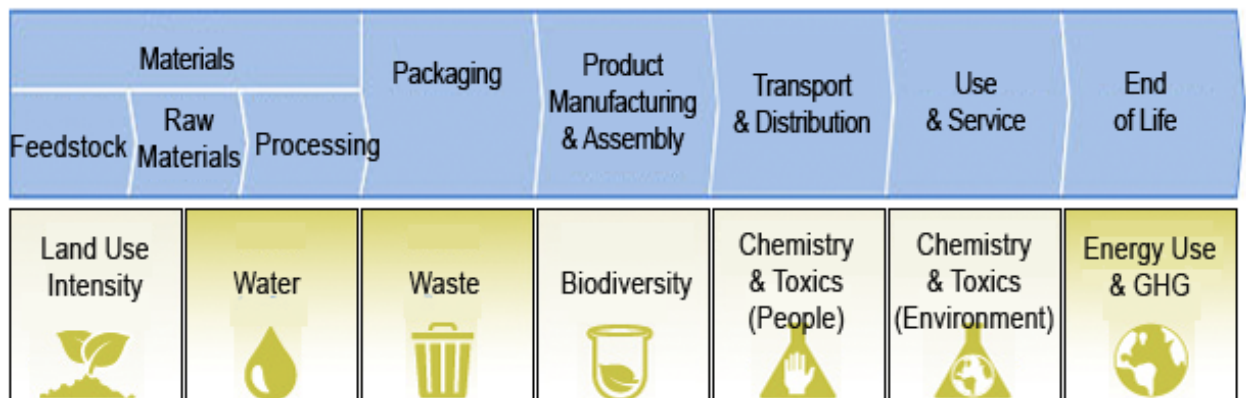 Materials
Feedstock
Raw
Materials
Processing
Packaging
Product
Manufacturing
& Assembly
Transport
& Distribution
Use
& Service
End
of Life
Land Use
Intensity
Water
Waste
Biodiversity
Chemistry
& Toxics
(People)
Chemistry
& Toxics
(Environment)
Energy Use
& GHG